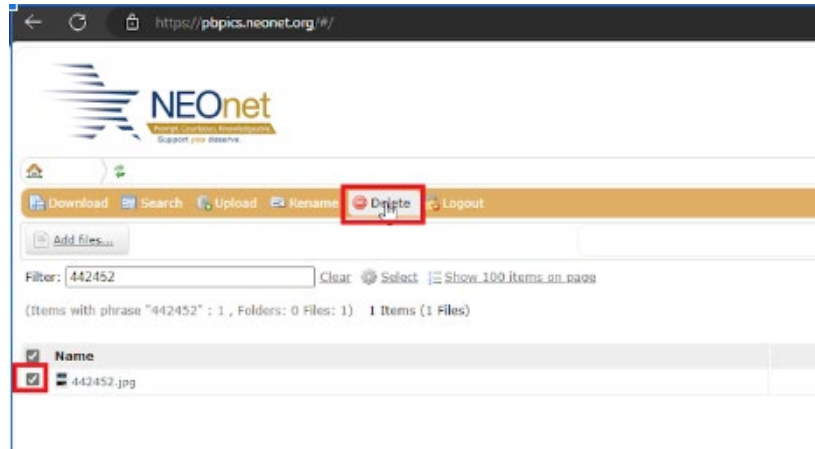 https://pbpics.neonet.org/#/
NEOnet
Prompt, Courteous, Knowledgeable.
Support you deserve.
Download Search Upload Rename Delete Logout
Add files...
Filter: 442452 Clear Select Show 100 items on page
(Items with phrase "442452" : 1 , Folders: 0 Files: 1) 1 Items (1 Files)
Name
442452.jpg